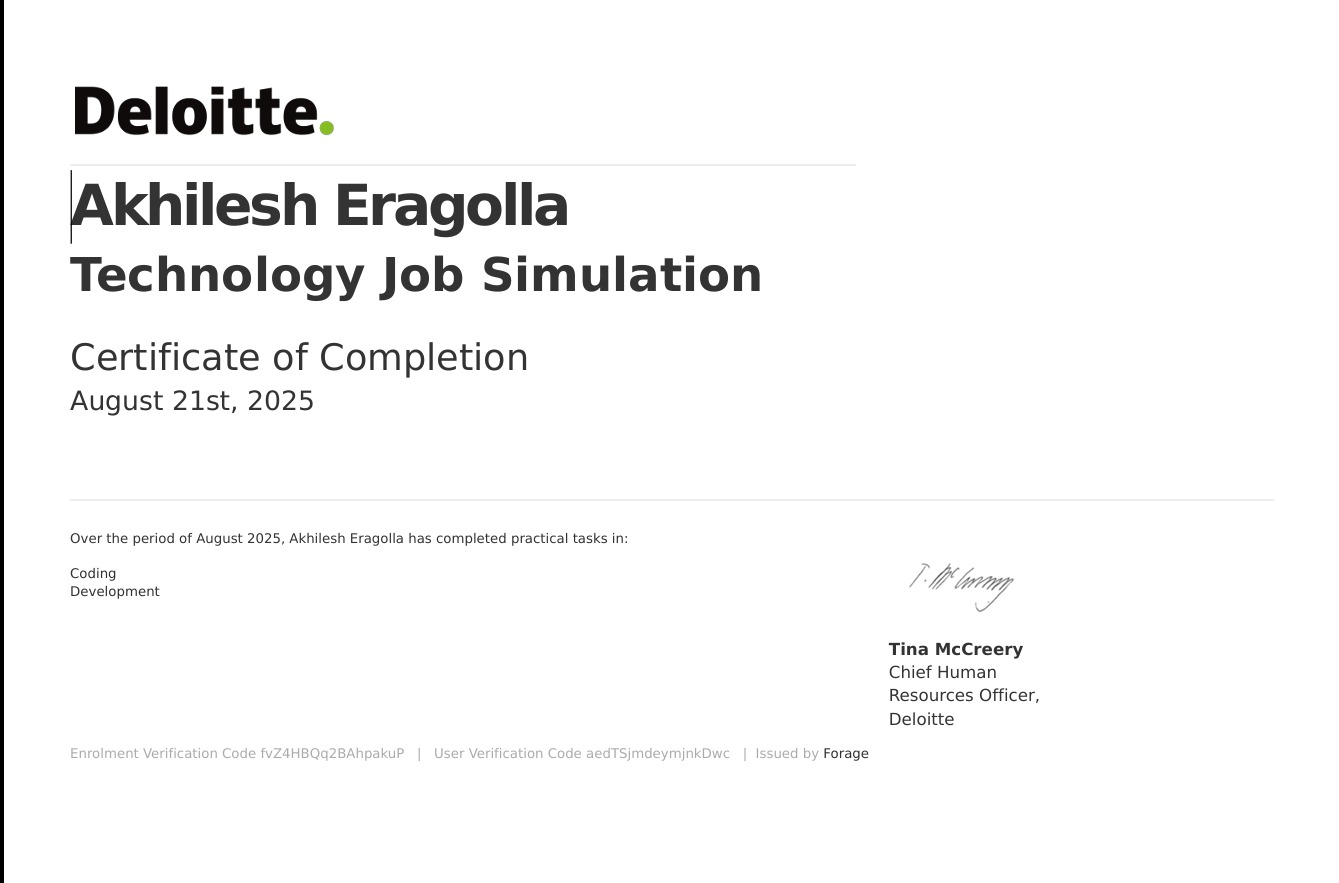 Deloitte.
Akhilesh Eragolla
Technology Job Simulation
Certificate of Completion
August 21st, 2025
Over the period of August 2025, Akhilesh Eragolla has completed practical tasks in:
Coding
Development
T. McCreery
Tina McCreery
Chief Human
Resources Officer,
Deloitte
Enrolment Verification Code fvZ4HBQq2BAhpakuP | User Verification Code aedTSjmdeymjnkDwc | Issued by Forage